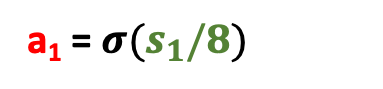 a₁ = σ(s₁/8)